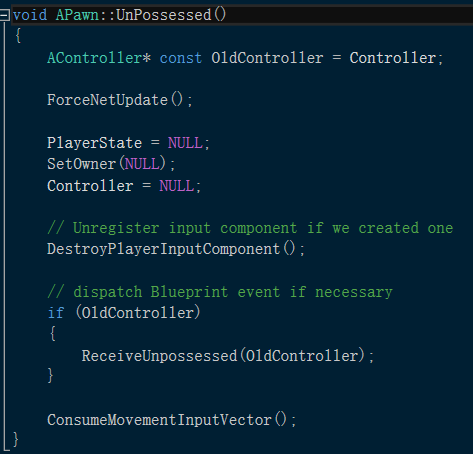 void APawn::UnPossessed()
{
AController* const OldController = Controller;
ForceNetUpdate();
PlayerState = NULL;
SetOwner(NULL);
Controller = NULL;
// Unregister input component if we created one
DestroyPlayerInputComponent();
// dispatch Blueprint event if necessary
if (OldController)
{
ReceiveUnpossessed(OldController);
}
ConsumeMovementInputVector();
}